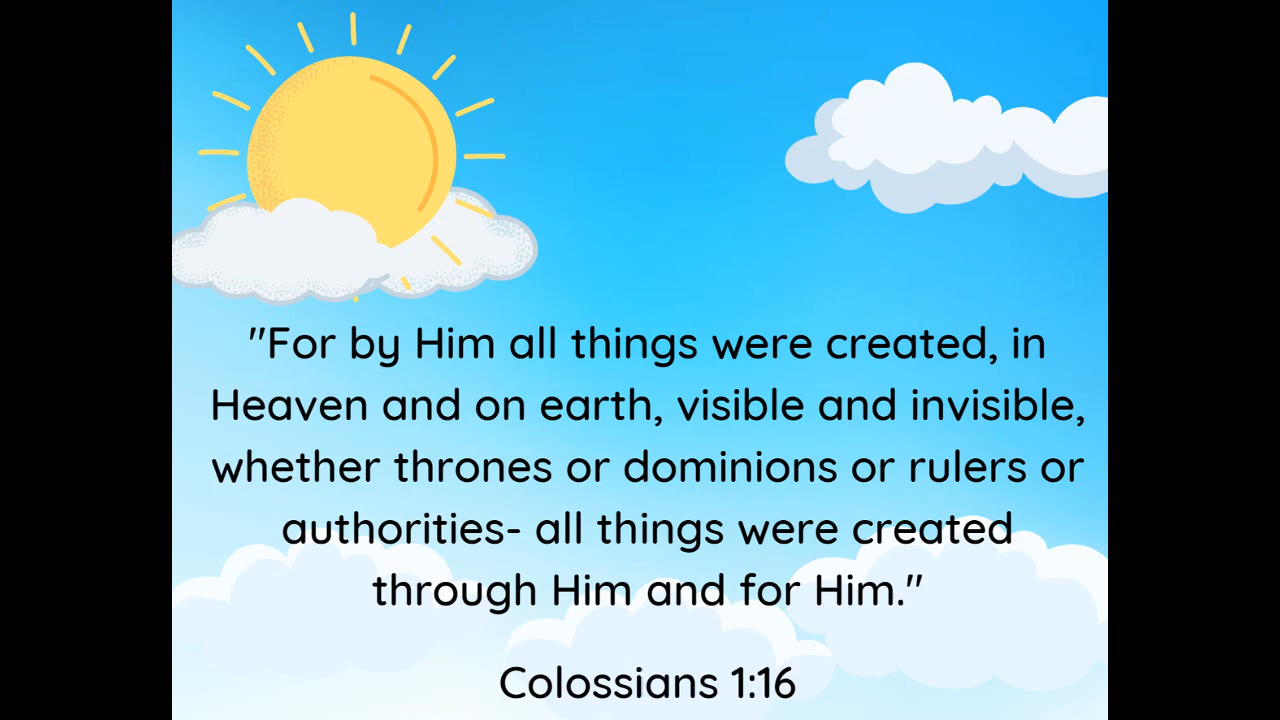 "For by Him all things were created, in
Heaven and on earth, visible and invisible,
whether thrones or dominions or rulers or
authorities- all things were created
through Him and for Him."
Colossians 1:16